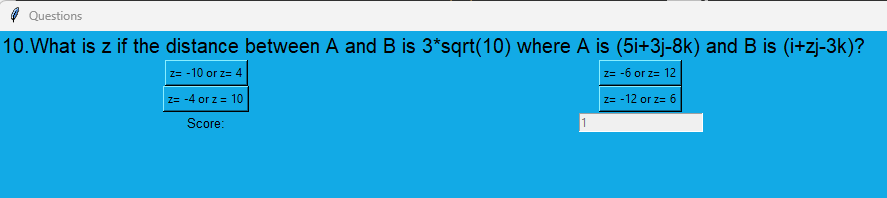 Questions
10.What is z if the distance between A and B is 3*sqrt(10) where A is (5i+3j-8k) and B is (i+zj-3k)?
z= -10 or z= 4
z= -6 or z= 12
z= -4 or z = 10
z= -12 or z= 6
Score:
1